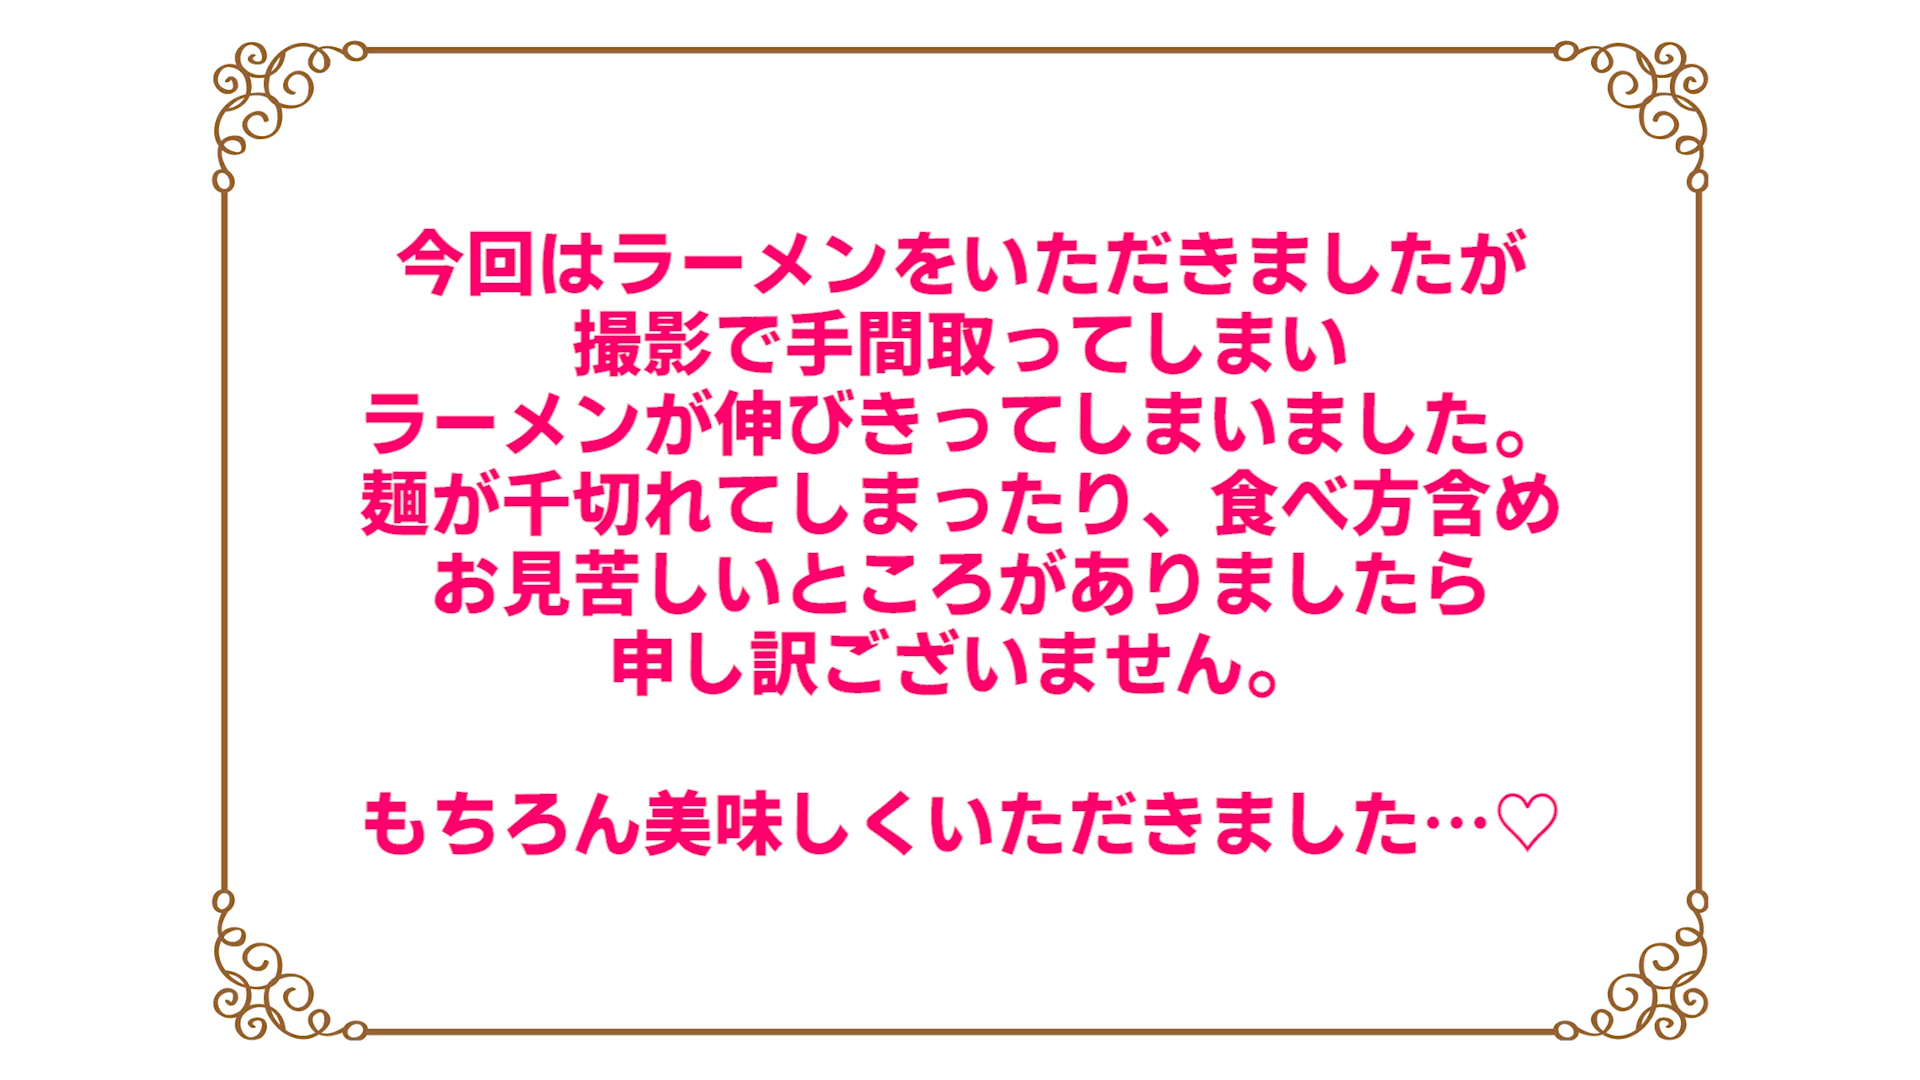 今回はラーメンをいただきましたが
撮影で手間取ってしまい
ラーメンが伸びきってしまいました。
麺が千切れてしまったり、食べ方含め
お見苦しいところがありましたら
申し訳ございません。
もちろん美味しくいただきました…♡